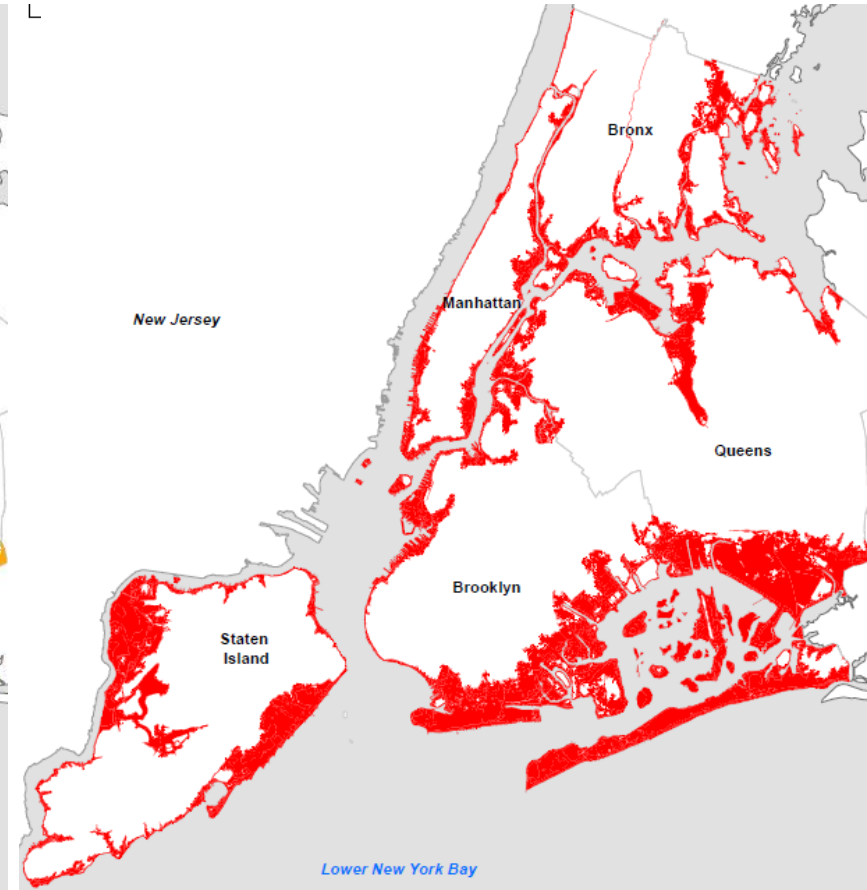 Bronx
Manhattan
New Jersey
Queens
Brooklyn
Staten
Island
Lower New York Bay